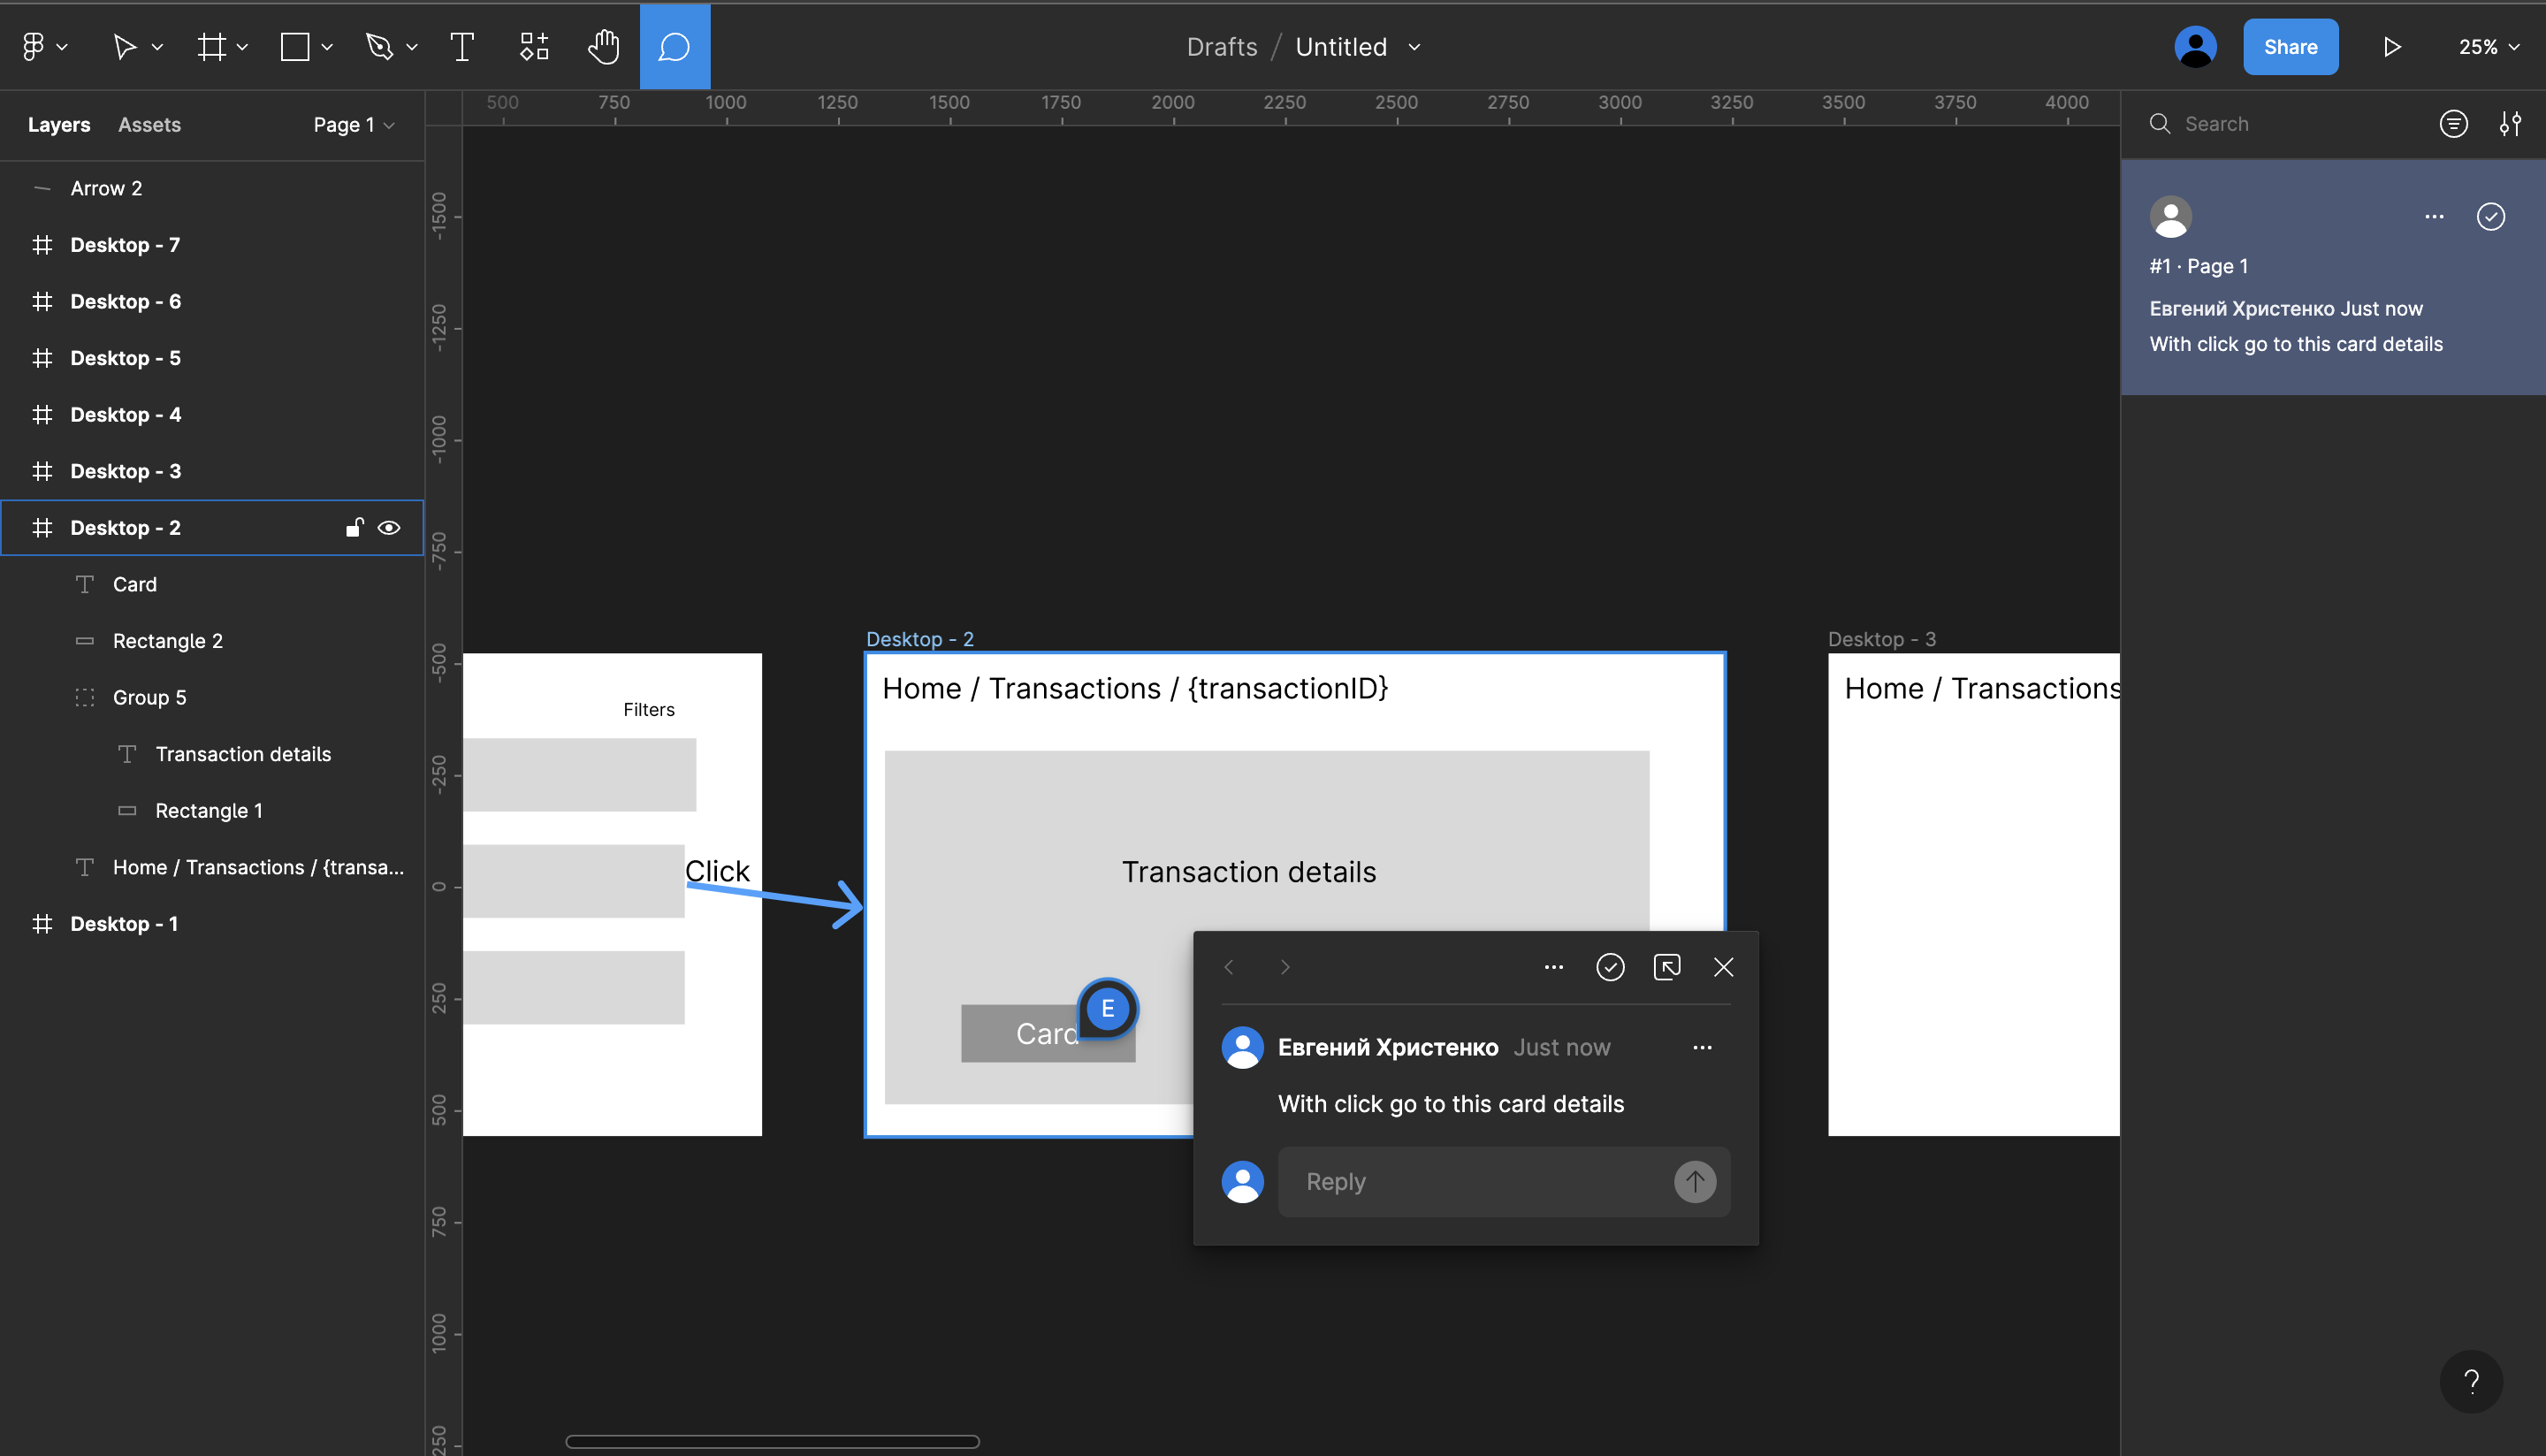 Drafts / Untitled
Share
25%
Layers Assets Page 1
500 750 1000 1250 1500 1750 2000 2250 2500 2750 3000 3250 3500 3750 4000
Search
Arrow 2
Desktop - 7
Desktop - 6
Desktop - 5
Desktop - 4
Desktop - 3
Desktop - 2
Card
Rectangle 2
Group 5
Transaction details
Rectangle 1
Home / Transactions / {transa...
Desktop - 1
-1500
-1250
-1000
-750
-500
-250
0
250
500
750
1000
250
Filters
Click
Desktop - 2
Home / Transactions / {transactionID}
Transaction details
Card
E
Desktop - 3
Home / Transactions
Евгений Христенко Just now
With click go to this card details
Reply
#1 · Page 1
Евгений Христенко Just now
With click go to this card details
?